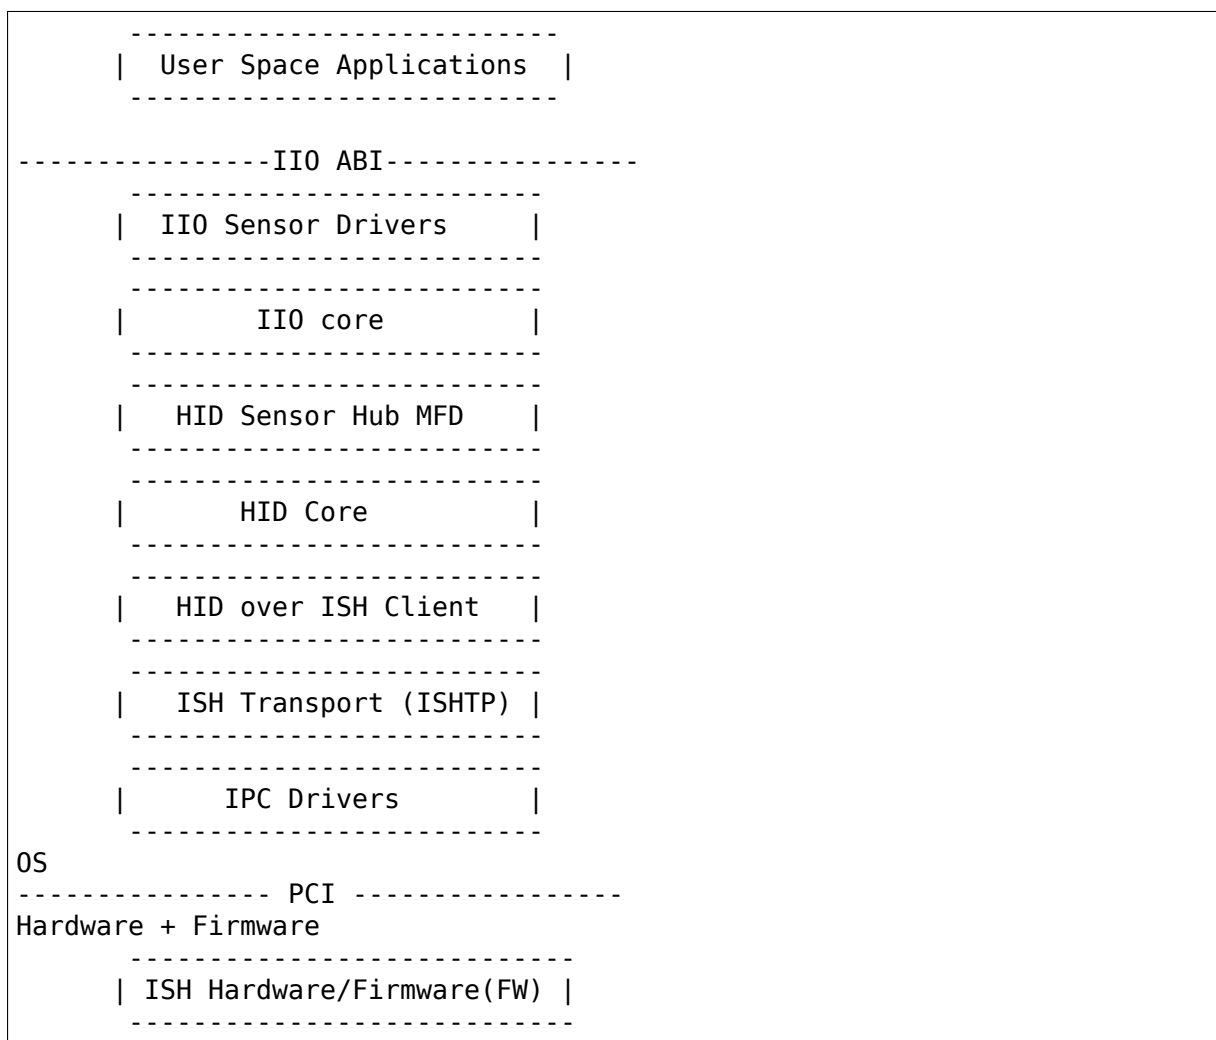 ---------------------------
| User Space Applications |
---------------------------
----------------IIO ABI----------------
--------------------------
| IIO Sensor Drivers |
--------------------------
--------------------------
| IIO core |
--------------------------
--------------------------
| HID Sensor Hub MFD |
--------------------------
--------------------------
| HID Core |
--------------------------
--------------------------
| HID over ISH Client |
--------------------------
--------------------------
| ISH Transport (ISHTP) |
--------------------------
--------------------------
| IPC Drivers |
--------------------------
OS
---------------- PCI -----------------
Hardware + Firmware
----------------------------
| ISH Hardware/Firmware(FW) |
----------------------------